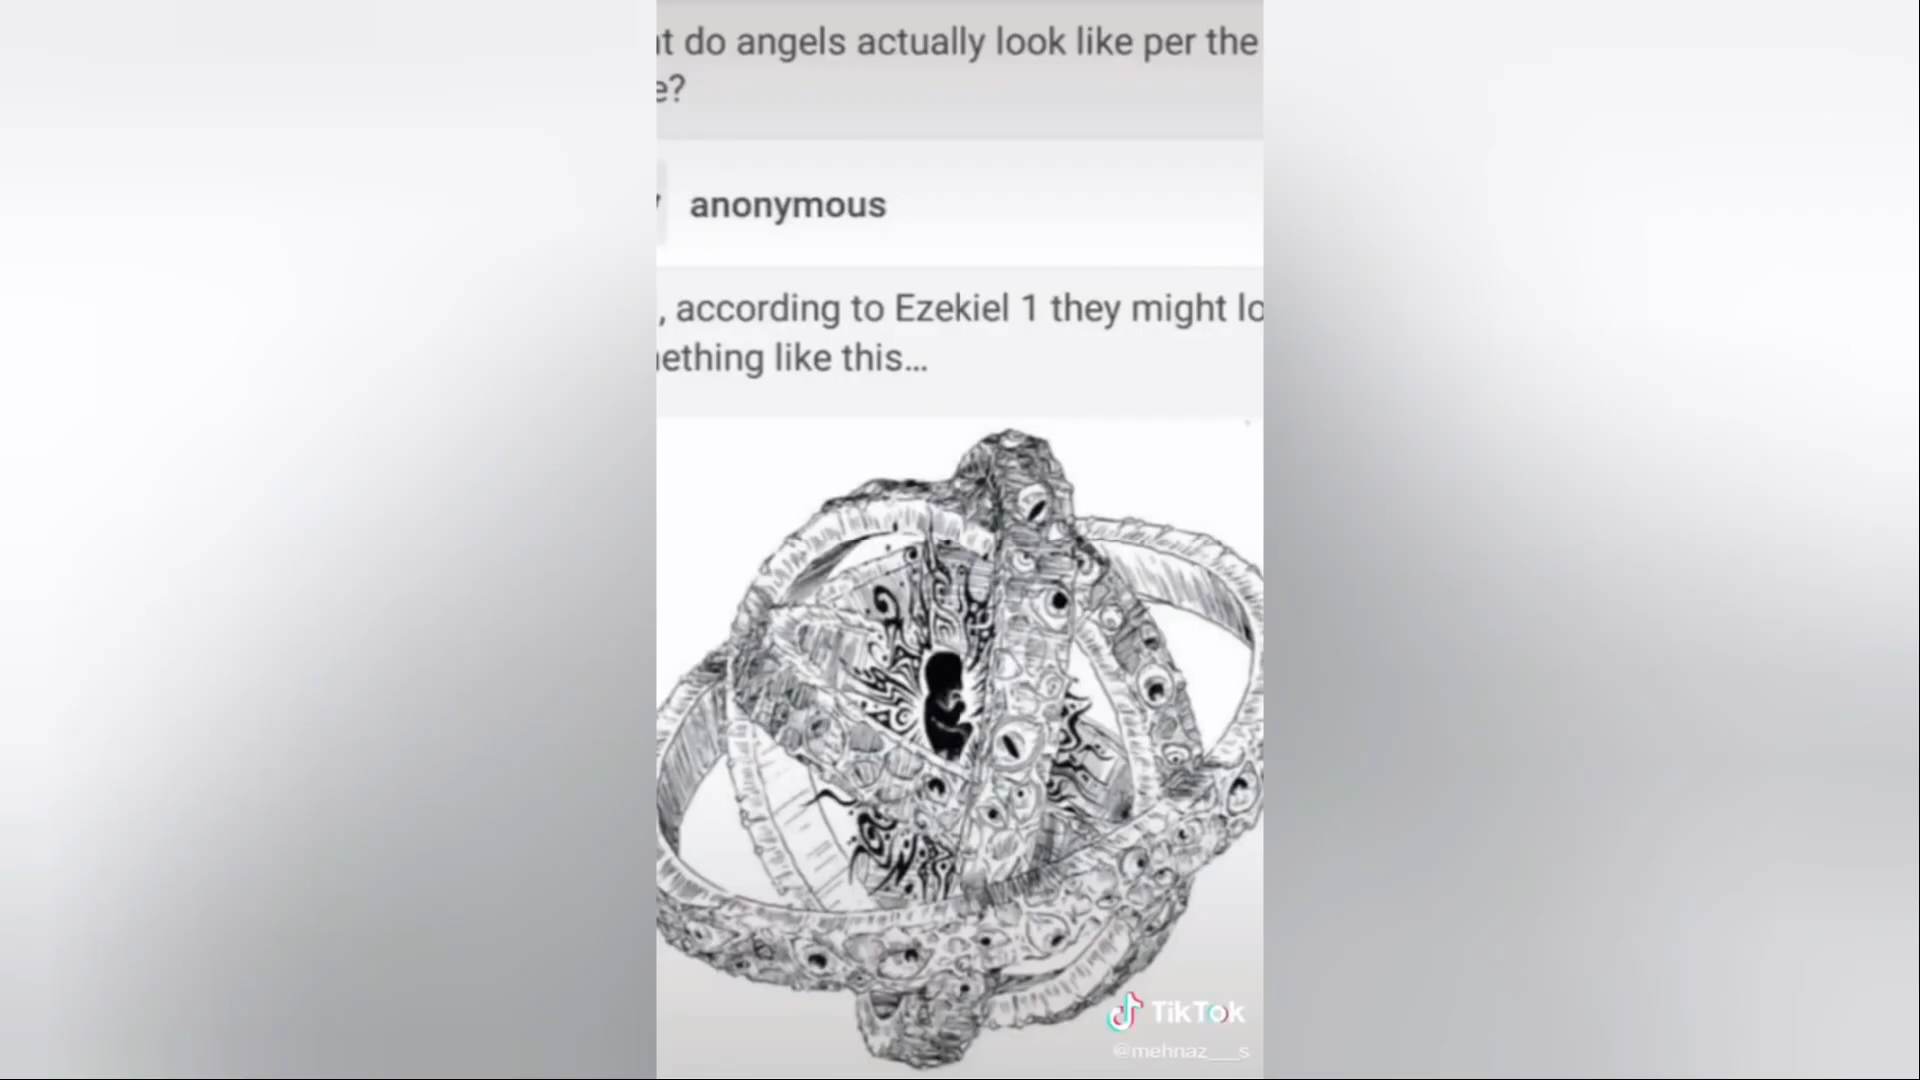 t do angels actually look like per the
e?
anonymous
, according to Ezekiel 1 they might lo
ething like this...
TikTok
@mehnaz___s